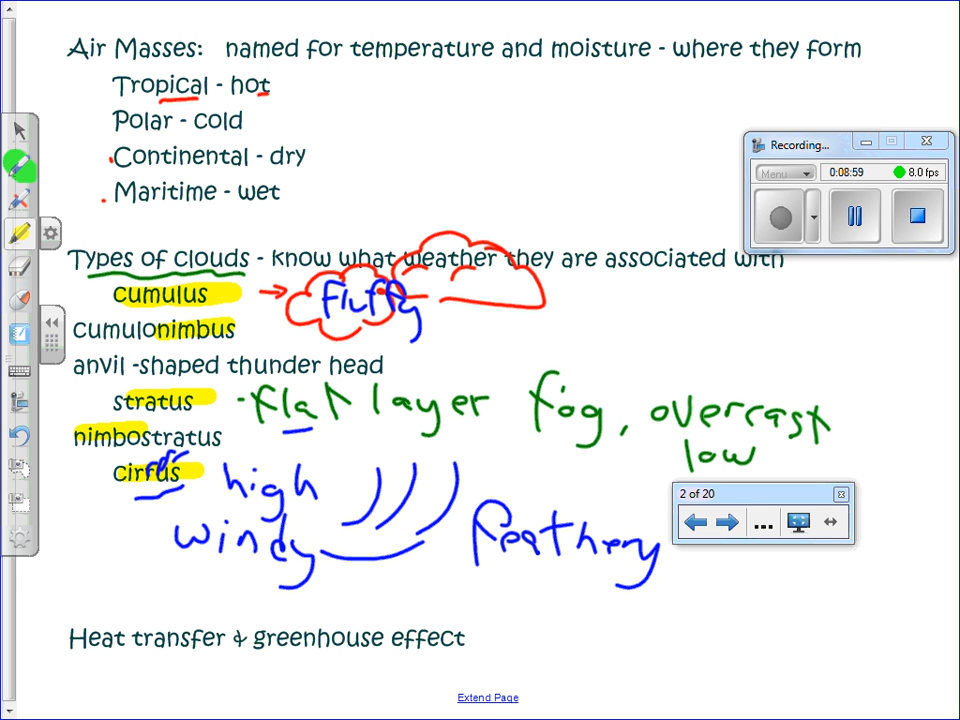 Air Masses: named for temperature and moisture - where they form
Tropical - hot
Polar - cold
Continental - dry
Maritime - wet
Recording...
Menu
0:08:59
8.0 fps
Types of clouds - know what weather they are associated with
cumulus
fluffy
cumulonimbus
anvil -shaped thunder head
stratus - flat layer fog, overcast
low
nimbostratus
cirrus high
windy feathery
2 of 20
...
Heat transfer & greenhouse effect
Extend Page